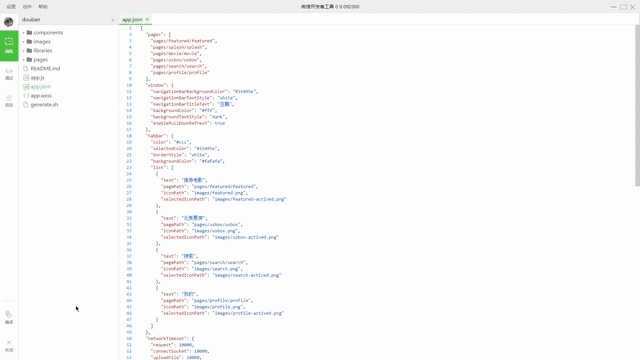 设置 动作 帮助
微信开发者工具 0.9.092300
douban
+
app.json ×
编辑
调试
项目
编译
关闭
components
images
libraries
pages
README.md
app.js
app.json
app.wxss
generate.sh
1 {
2 "pages": [
3 "pages/featured/featured",
4 "pages/splash/splash",
5 "pages/movie/movie",
6 "pages/usbox/usbox",
7 "pages/search/search",
8 "pages/profile/profile"
9 ],
10 "window": {
11 "navigationBarBackgroundColor": "#35495e",
12 "navigationBarTextStyle": "white",
13 "navigationBarTitleText": "豆瓣",
14 "backgroundColor": "#fff",
15 "backgroundTextStyle": "dark",
16 "enablePullDownRefresh": true
17 },
18 "tabBar": {
19 "color": "#ccc",
20 "selectedColor": "#35495e",
21 "borderStyle": "white",
22 "backgroundColor": "#fafafa",
23 "list": [
24 {
25 "text": "推荐电影",
26 "pagePath": "pages/featured/featured",
27 "iconPath": "images/featured.png",
28 "selectedIconPath": "images/featured-actived.png"
29 },
30 {
31 "text": "北美票房",
32 "pagePath": "pages/usbox/usbox",
33 "iconPath": "images/usbox.png",
34 "selectedIconPath": "images/usbox-actived.png"
35 },
36 {
37 "text": "搜索",
38 "pagePath": "pages/search/search",
39 "iconPath": "images/search.png",
40 "selectedIconPath": "images/search-actived.png"
41 },
42 {
43 "text": "我的",
44 "pagePath": "pages/profile/profile",
45 "iconPath": "images/profile.png",
46 "selectedIconPath": "images/profile-actived.png"
47 }
48 ]
49 },
50 "networkTimeout": {
51 "request": 10000,
52 "connectSocket": 10000,
53 "uploadFile": 10000,